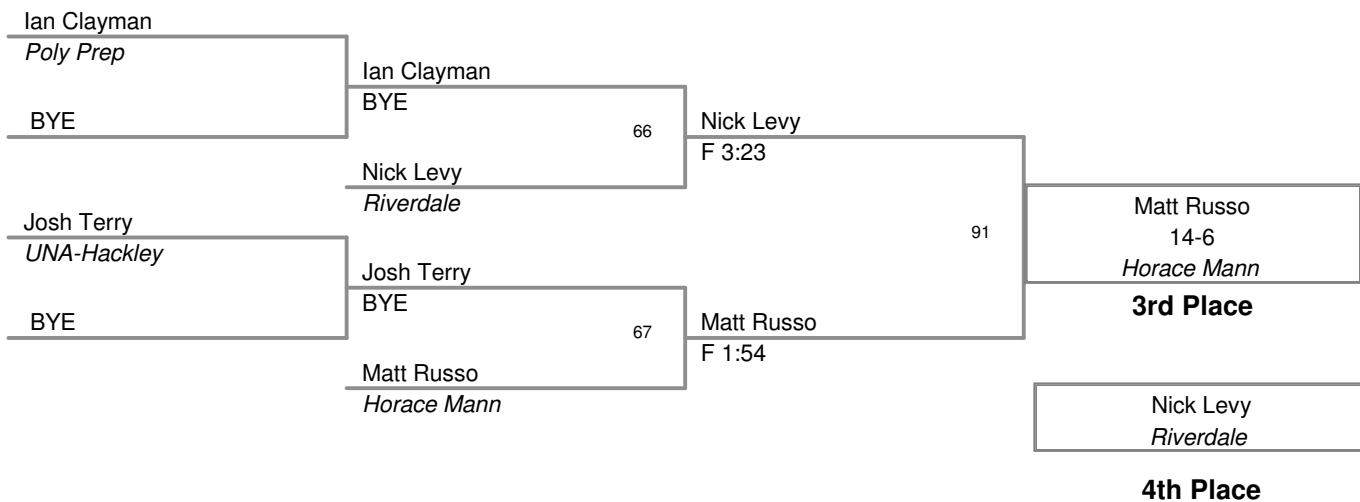 Ian Clayman
Poly Prep
BYE
Josh Terry
UNA-Hackley
BYE
Ian Clayman
BYE
66
Nick Levy
Riverdale
Josh Terry
BYE
67
Matt Russo
Horace Mann
Nick Levy
F 3:23
91
Matt Russo
F 1:54
Matt Russo
14-6
Horace Mann
3rd Place
Nick Levy
Riverdale
4th Place